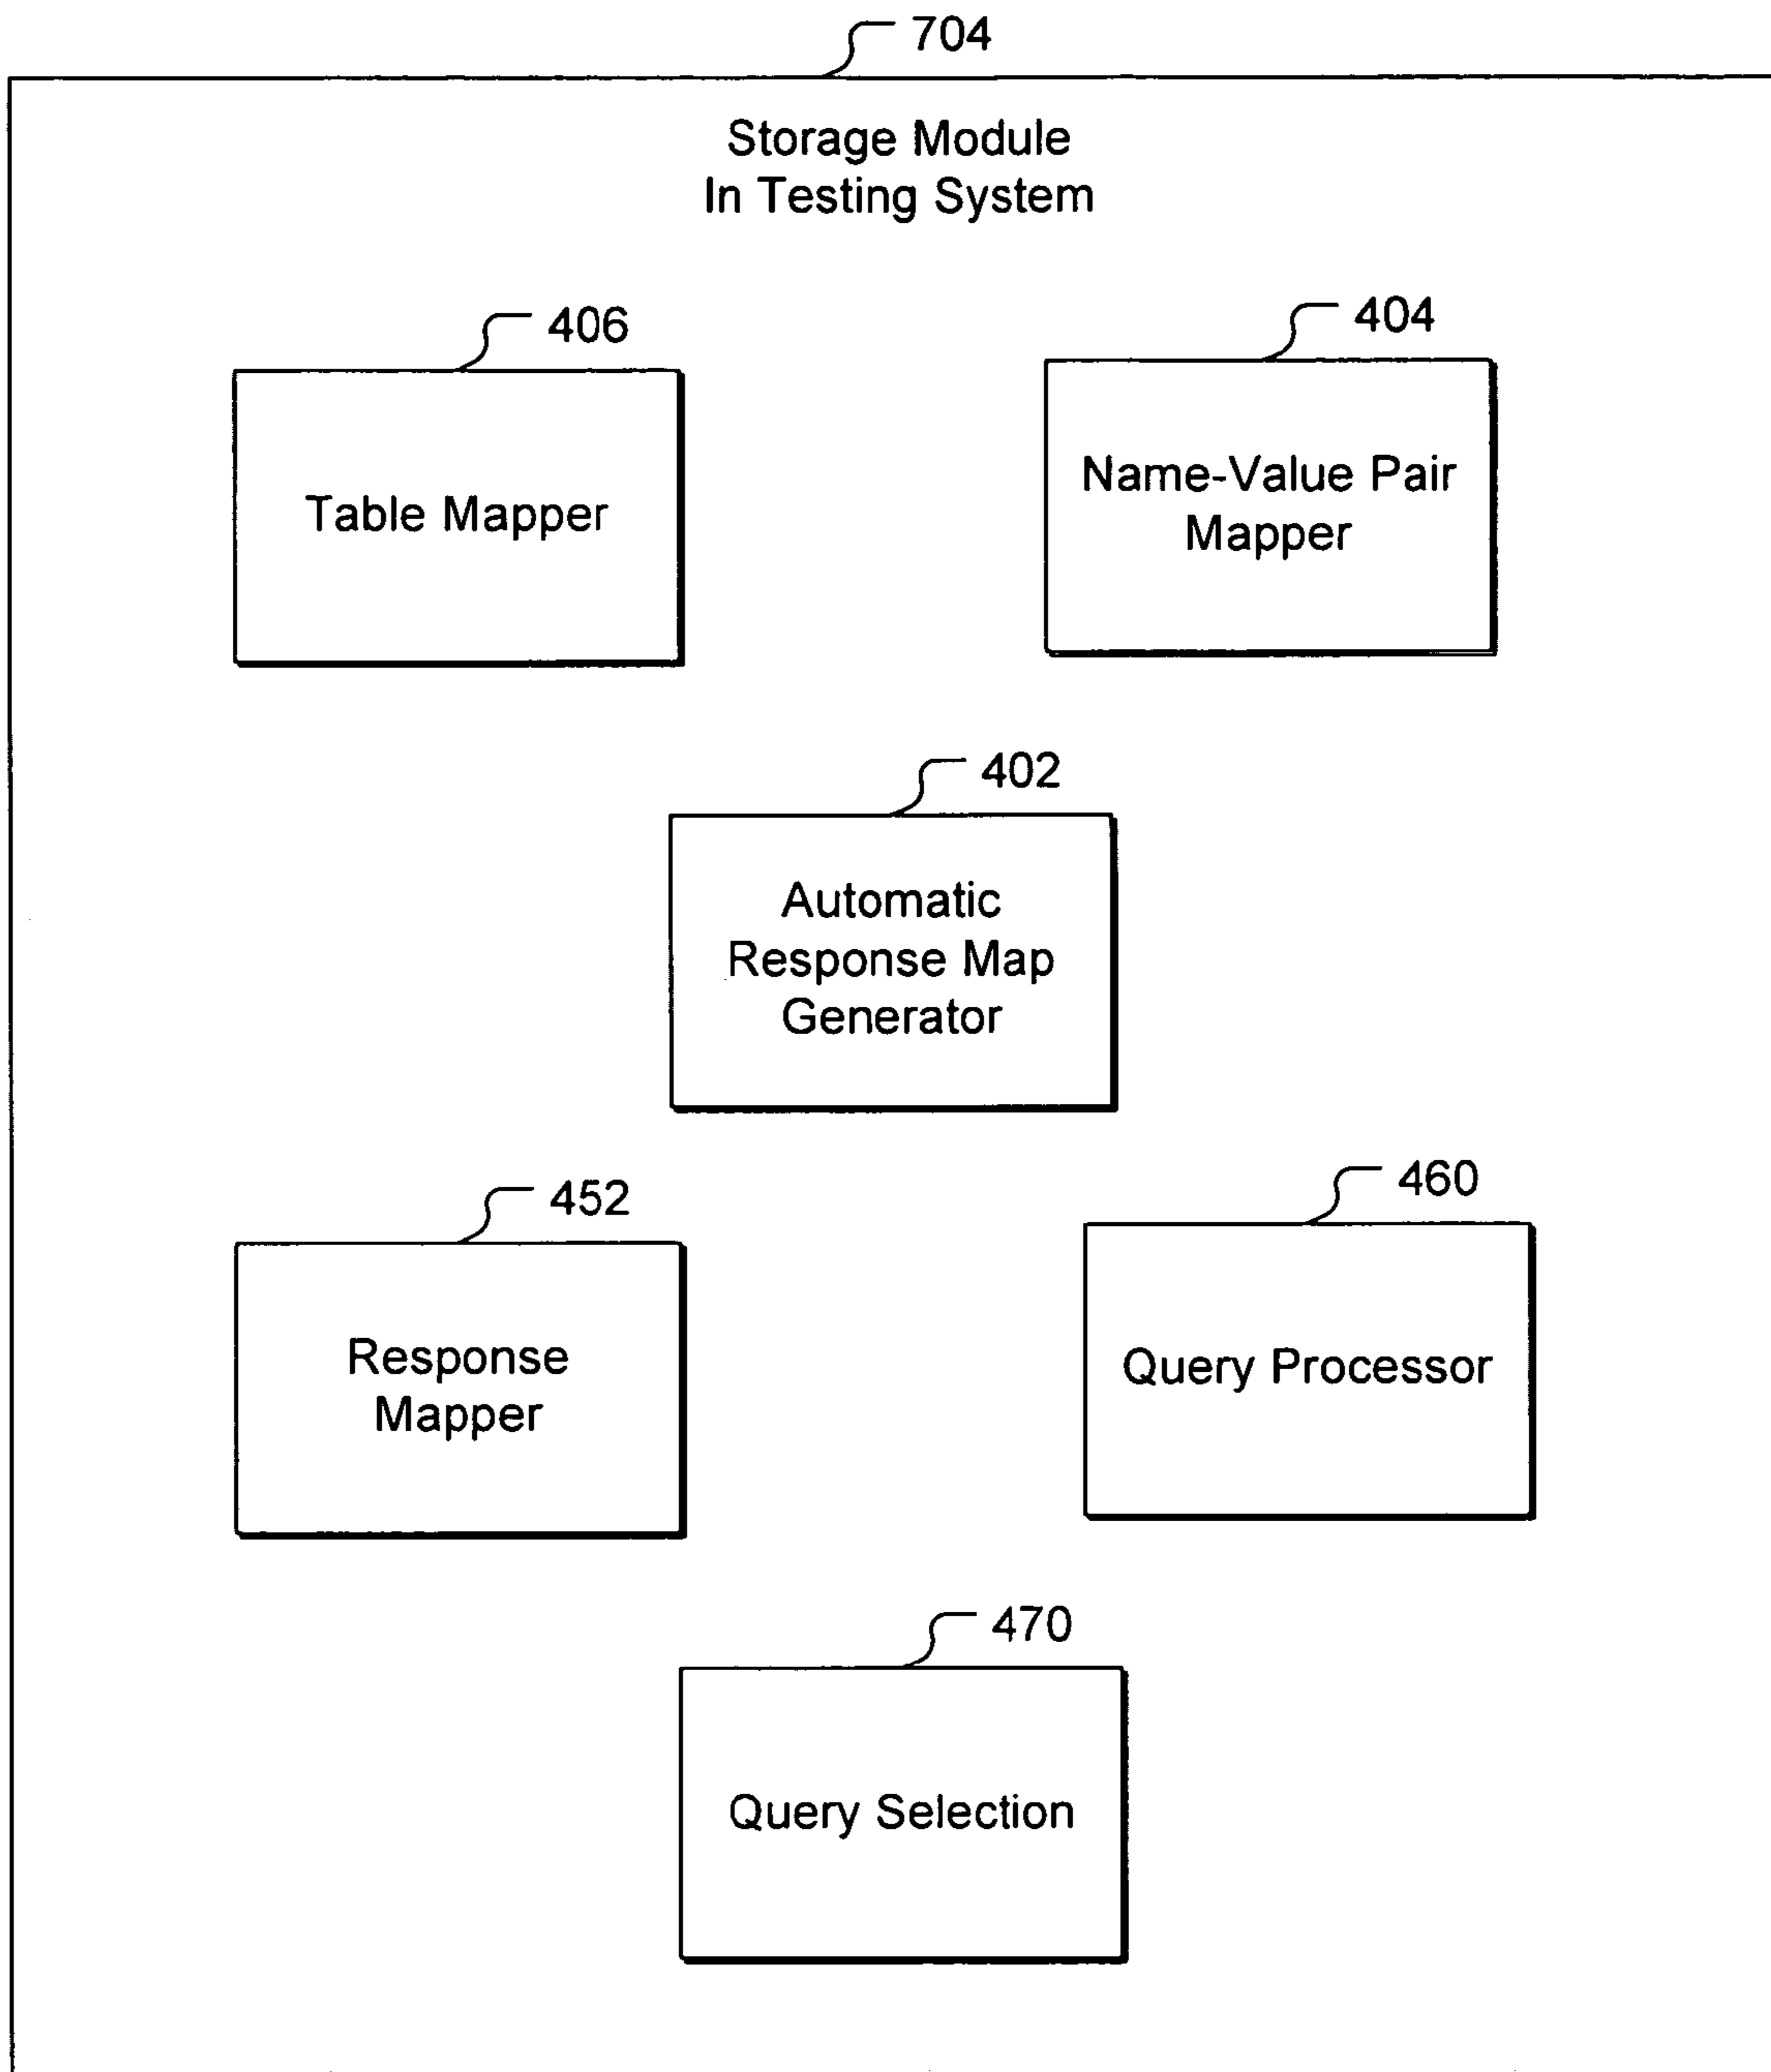 704
Storage Module
In Testing System
406
404
Table Mapper
Name-Value Pair
Mapper
402
Automatic
Response Map
Generator
452
460
Response
Mapper
Query Processor
470
Query Selection